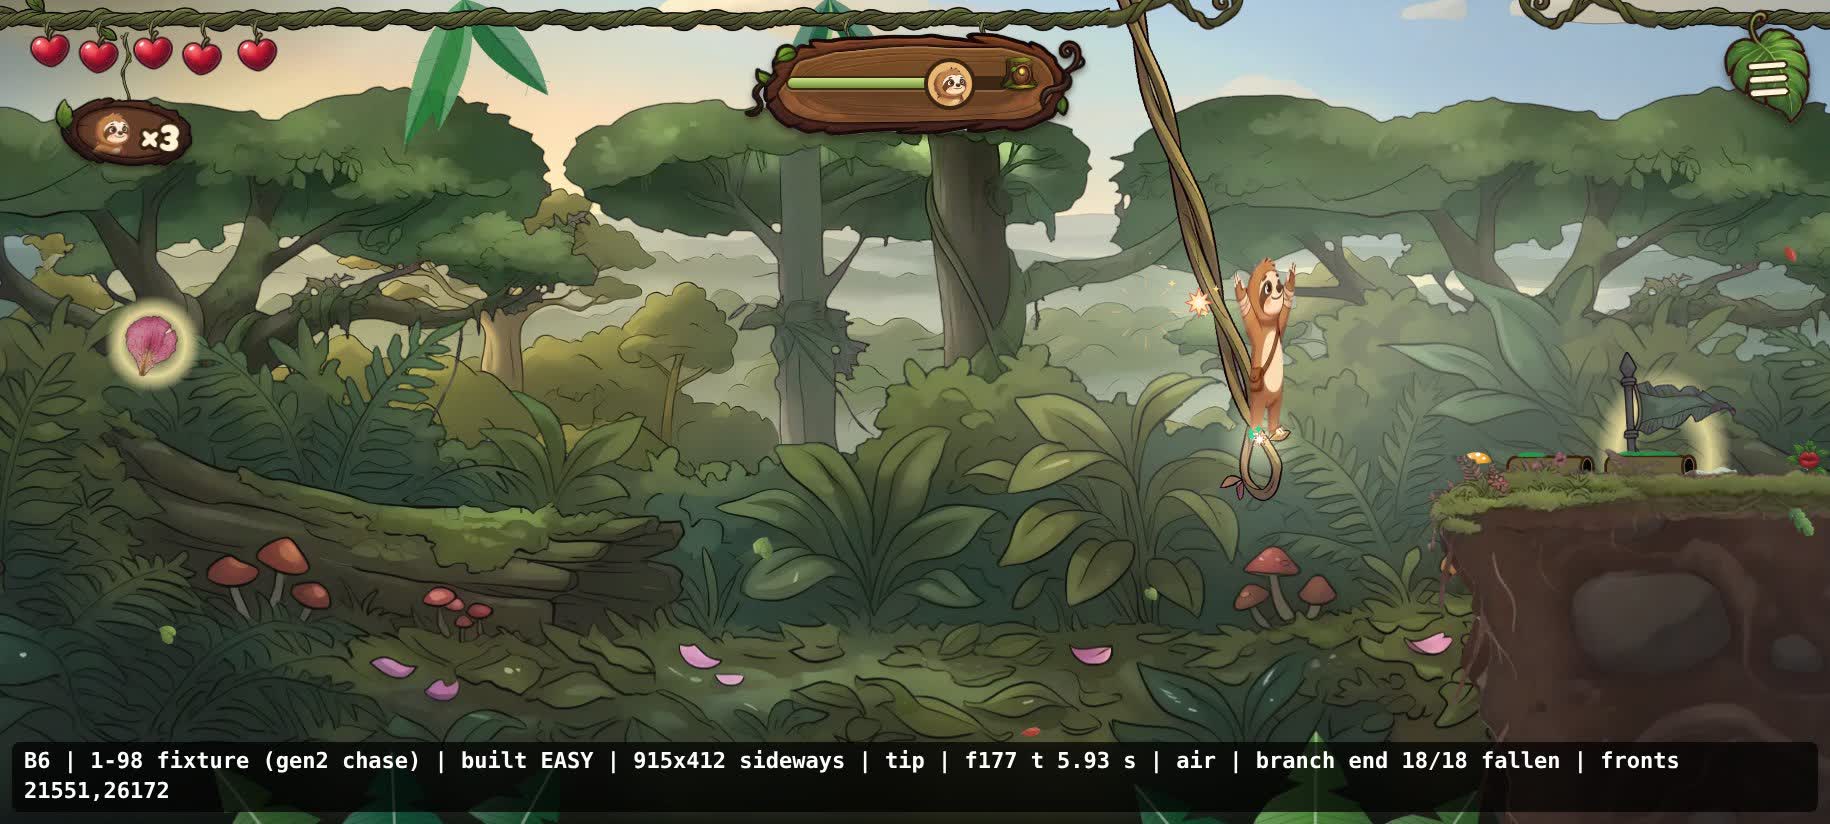 x3
B6 | 1-98 fixture (gen2 chase) | built EASY | 915x412 sideways | tip | f177 t 5.93 s | air | branch end 18/18 fallen | fronts
21551,26172